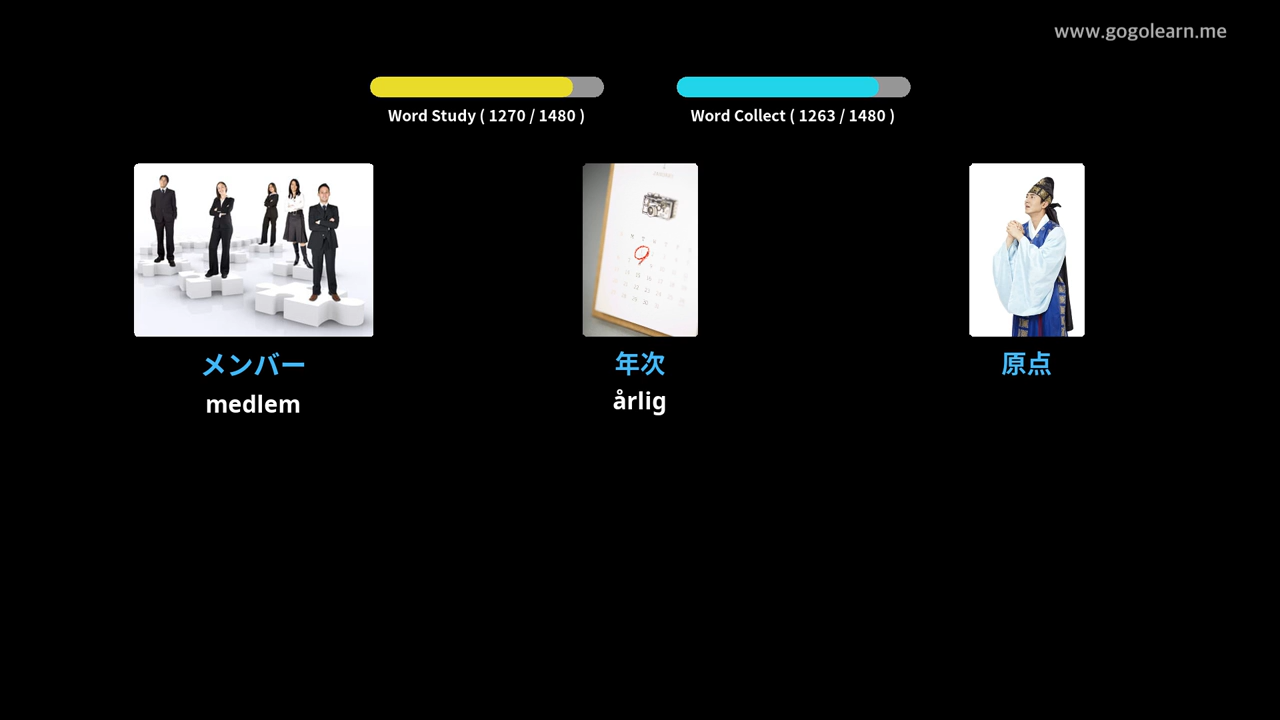 www.gogolearn.me
Word Study ( 1270 / 1480 )
Word Collect ( 1263 / 1480 )
メンバー
medlem
年次
årlig
原点